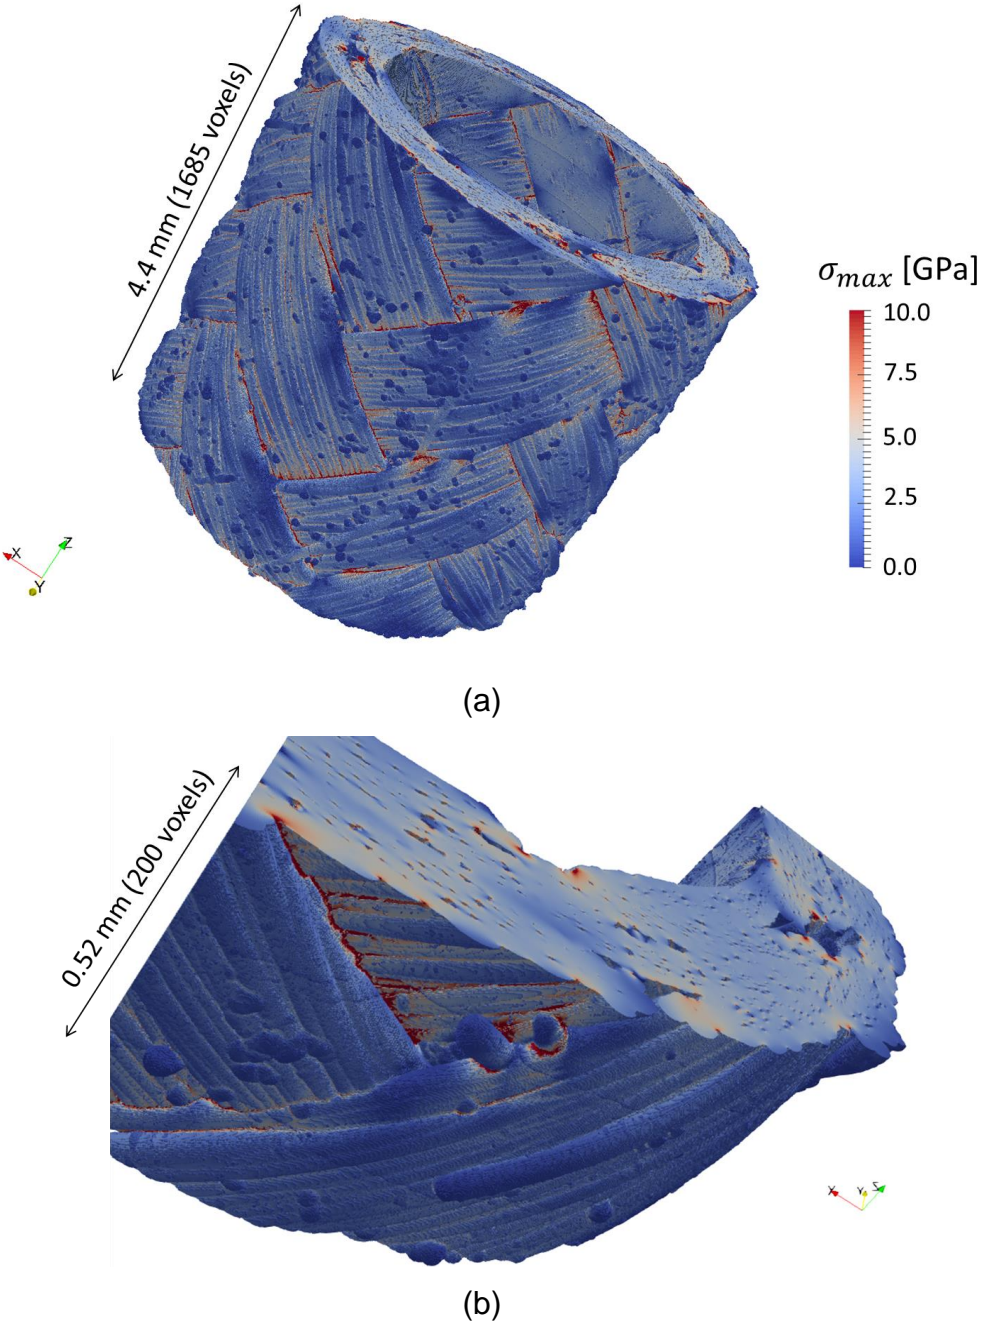 4.4 mm (1685 voxels)
σmax [GPa]
10.0
7.5
5.0
2.5
0.0
X
Z
Y
(a)
0.52 mm (200 voxels)
X
Y
Z
(b)